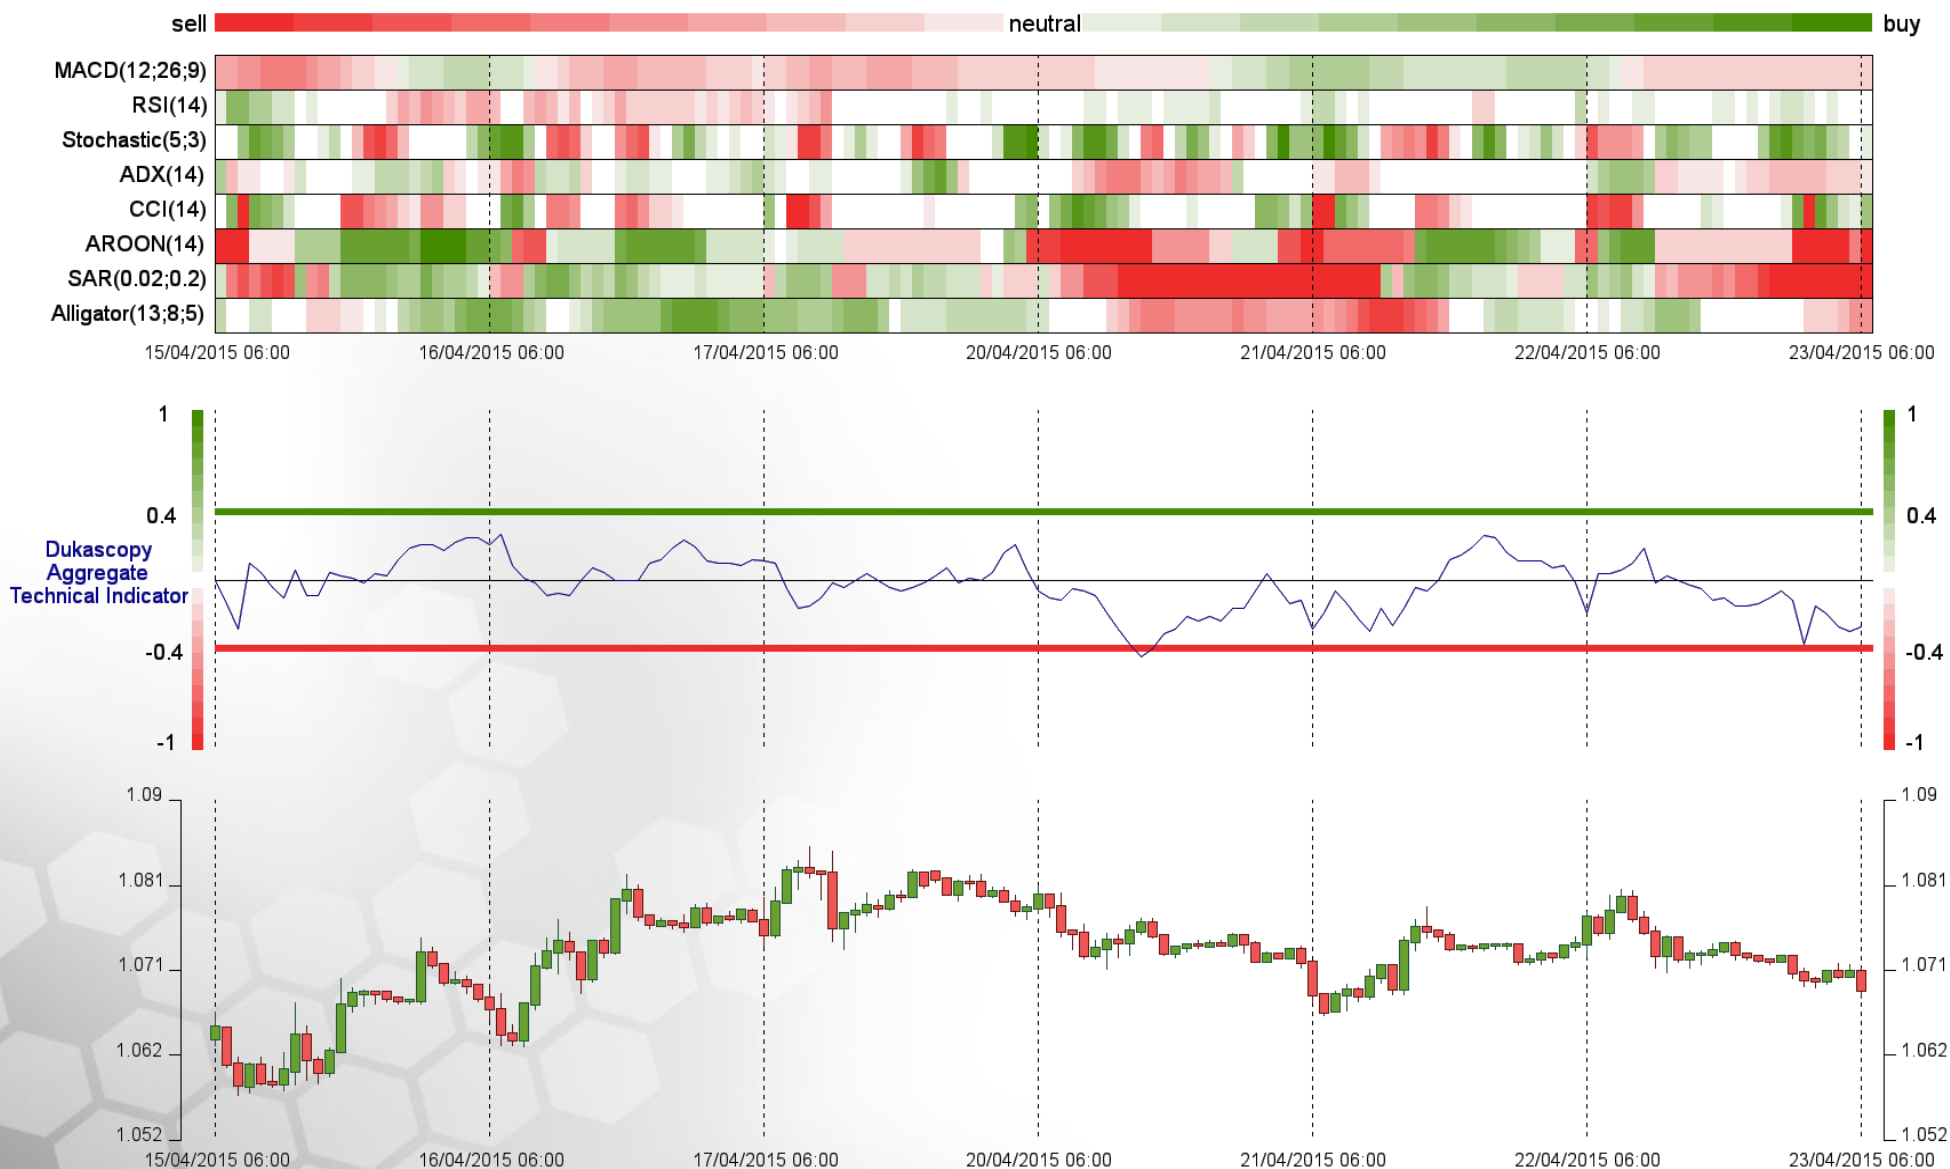 sell neutral buy
MACD(12;26;9)
RSI(14)
Stochastic(5;3)
ADX(14)
CCI(14)
AROON(14)
SAR(0.02;0.2)
Alligator(13;8;5)
15/04/2015 06:00 16/04/2015 06:00 17/04/2015 06:00 20/04/2015 06:00 21/04/2015 06:00 22/04/2015 06:00 23/04/2015 06:00
1 1
0.4 0.4
Dukascopy
Aggregate
Technical Indicator
-0.4 -0.4
-1 -1
1.09 1.09
1.081 1.081
1.071 1.071
1.062 1.062
1.052 1.052
15/04/2015 06:00 16/04/2015 06:00 17/04/2015 06:00 20/04/2015 06:00 21/04/2015 06:00 22/04/2015 06:00 23/04/2015 06:00